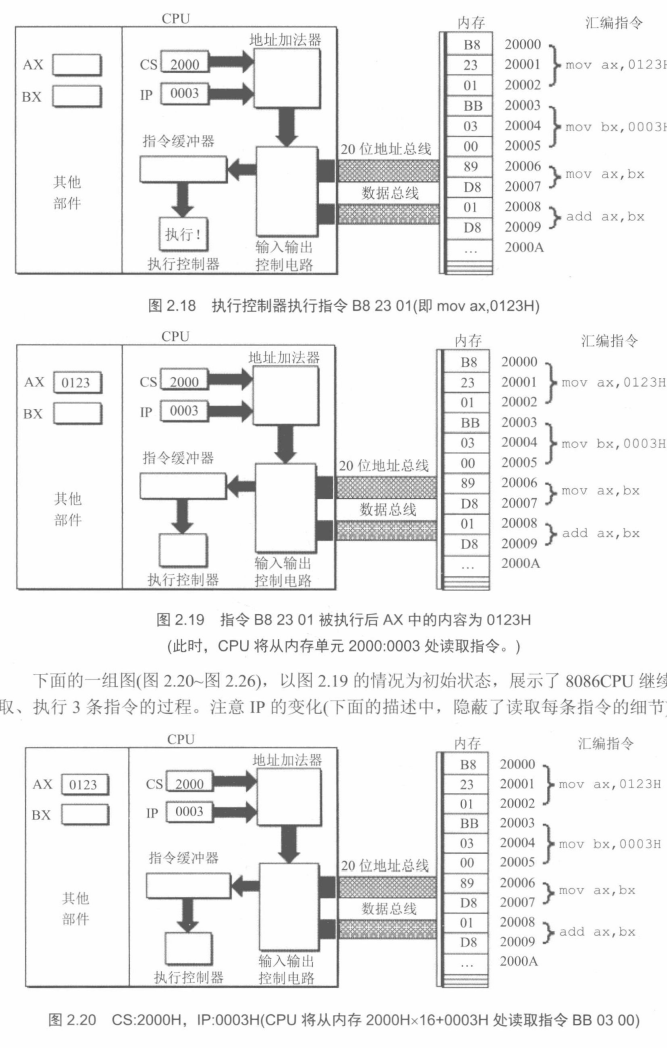 CPU
内存
汇编指令
地址加法器
AX
BX
CS 2000
IP 0003
指令缓冲器
20 位地址总线
数据总线
其他
部件
执行!
执行控制器
输入输出
控制电路
B8 20000
23 20001 mov ax,0123H
01 20002
BB 20003
03 20004 mov bx,0003H
00 20005
89 20006 mov ax,bx
D8 20007
01 20008 add ax,bx
D8 20009
… 2000A
图 2.18 执行控制器执行指令 B8 23 01(即 mov ax,0123H)
CPU
内存
汇编指令
地址加法器
AX 0123
BX
CS 2000
IP 0003
指令缓冲器
20 位地址总线
数据总线
其他
部件
执行控制器
输入输出
控制电路
B8 20000
23 20001 mov ax,0123H
01 20002
BB 20003
03 20004 mov bx,0003H
00 20005
89 20006 mov ax,bx
D8 20007
01 20008 add ax,bx
D8 20009
… 2000A
图 2.19 指令 B8 23 01 被执行后 AX 中的内容为 0123H
(此时，CPU 将从内存单元 2000:0003 处读取指令。)
下面的一组图(图 2.20~图 2.26)，以图 2.19 的情况为初始状态，展示了 8086CPU 继续
取、执行 3 条指令的过程。注意 IP 的变化(下面的描述中，隐蔽了读取每条指令的细节)
CPU
内存
汇编指令
地址加法器
AX 0123
BX
CS 2000
IP 0003
指令缓冲器
20 位地址总线
数据总线
其他
部件
执行控制器
输入输出
控制电路
B8 20000
23 20001 mov ax,0123H
01 20002
BB 20003
03 20004 mov bx,0003H
00 20005
89 20006 mov ax,bx
D8 20007
01 20008 add ax,bx
D8 20009
… 2000A
图 2.20 CS:2000H，IP:0003H(CPU 将从内存 2000H×16+0003H 处读取指令 BB 03 00)